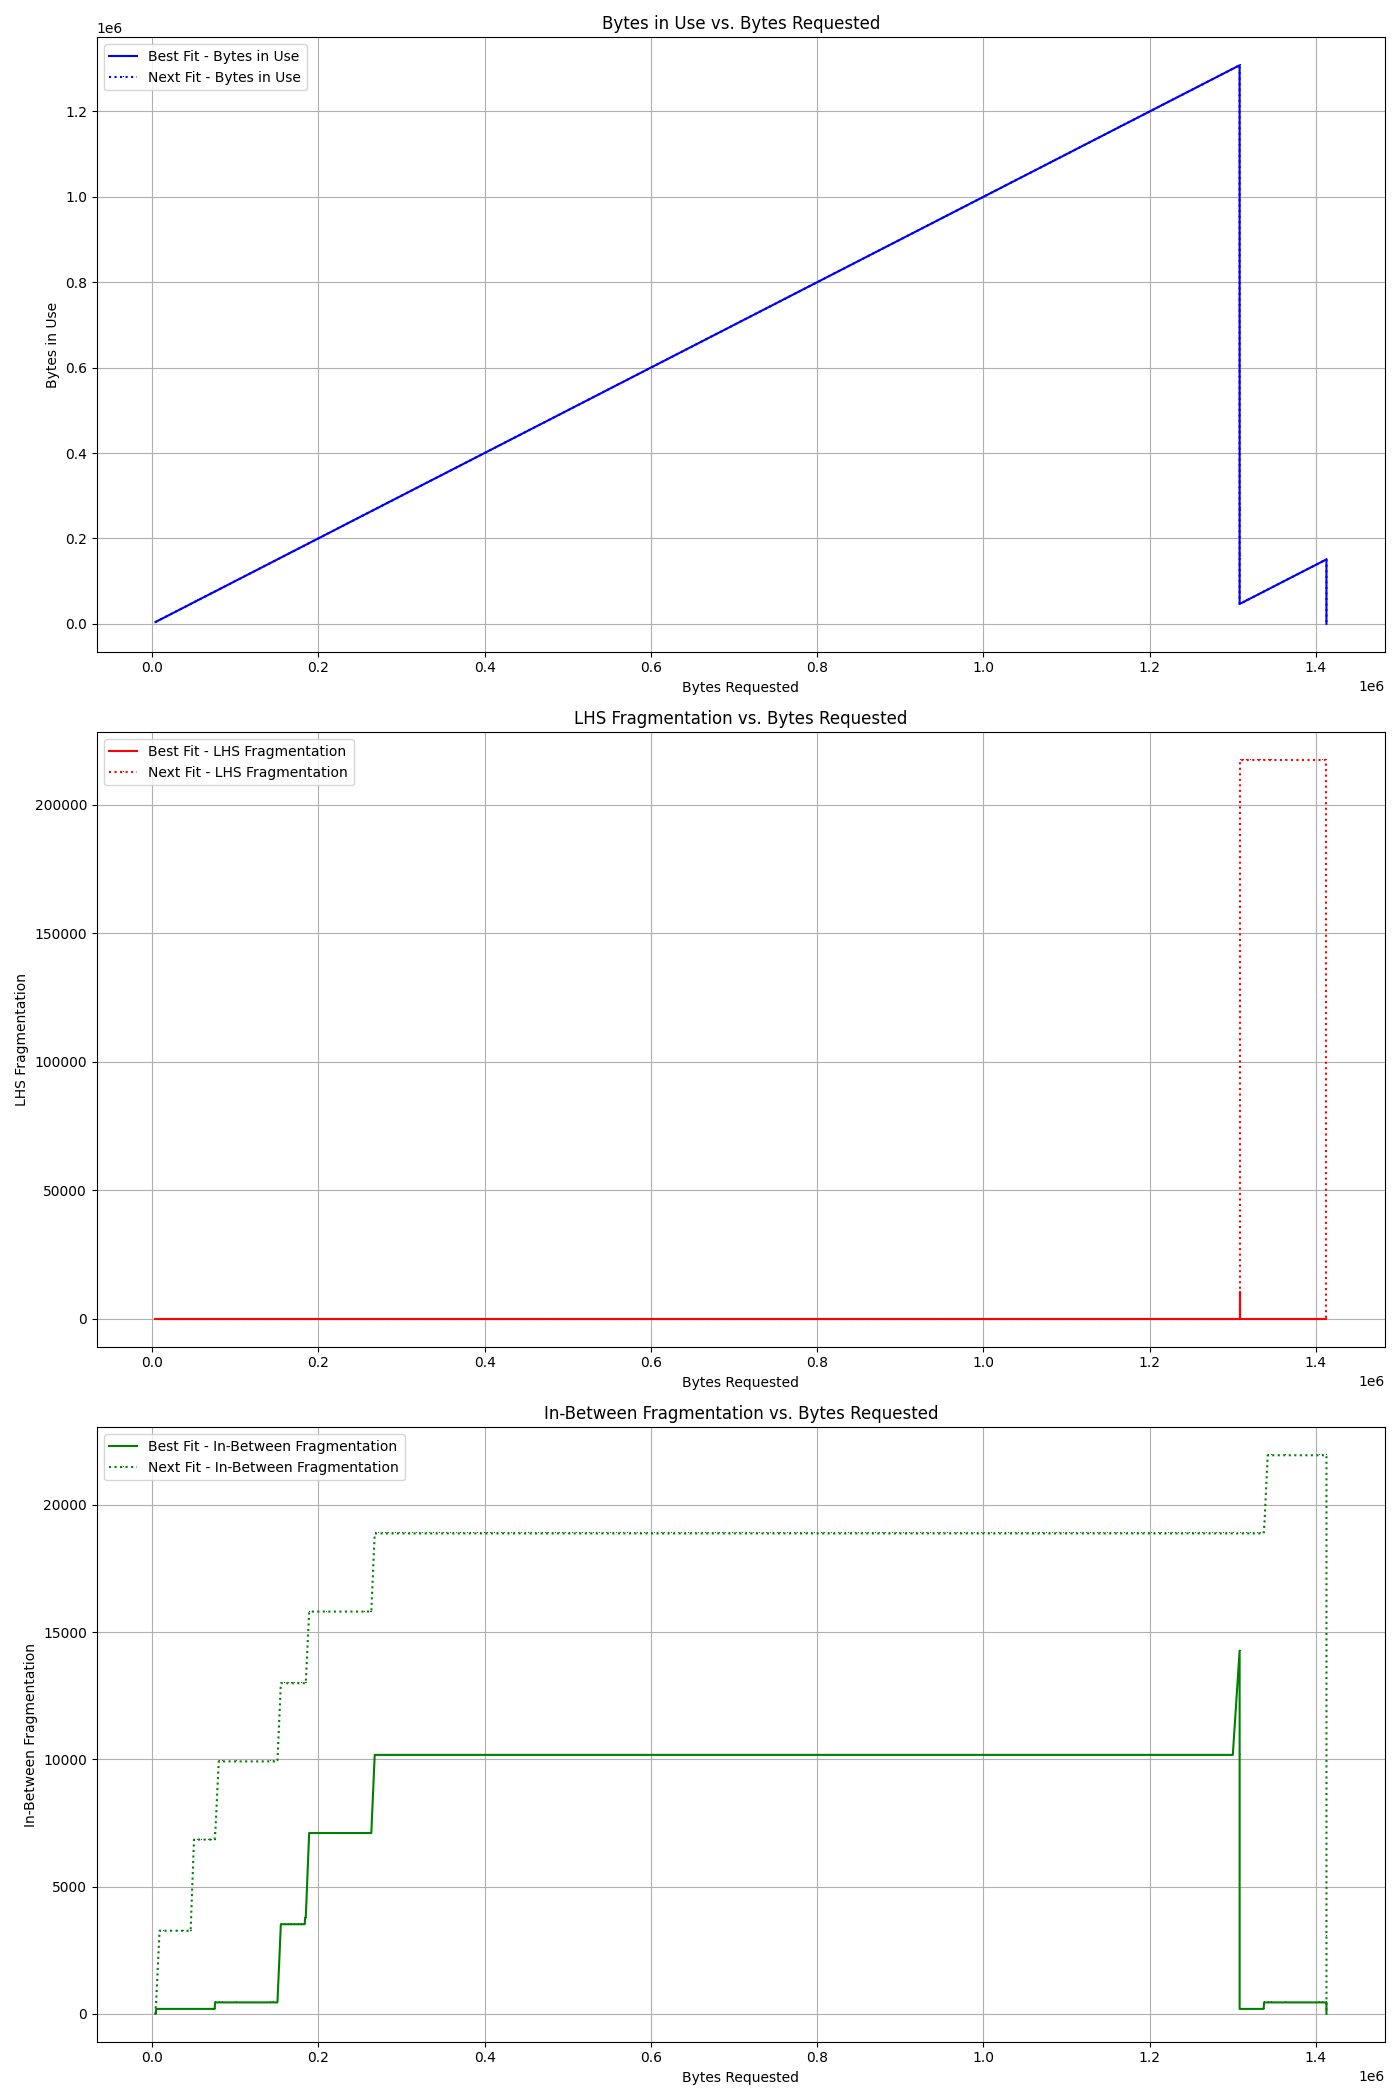 Bytes in Use vs. Bytes Requested
1e6
Best Fit - Bytes in Use
Next Fit - Bytes in Use
1.2
1.0
0.8
0.6
0.4
0.2
0.0
Bytes in Use
0.0 0.2 0.4 0.6 0.8 1.0 1.2 1.4
Bytes Requested
1e6
LHS Fragmentation vs. Bytes Requested
Best Fit - LHS Fragmentation
Next Fit - LHS Fragmentation
200000
150000
100000
50000
0
LHS Fragmentation
0.0 0.2 0.4 0.6 0.8 1.0 1.2 1.4
Bytes Requested
1e6
In-Between Fragmentation vs. Bytes Requested
Best Fit - In-Between Fragmentation
Next Fit - In-Between Fragmentation
20000
15000
10000
5000
0
In-Between Fragmentation
0.0 0.2 0.4 0.6 0.8 1.0 1.2 1.4
Bytes Requested
1e6